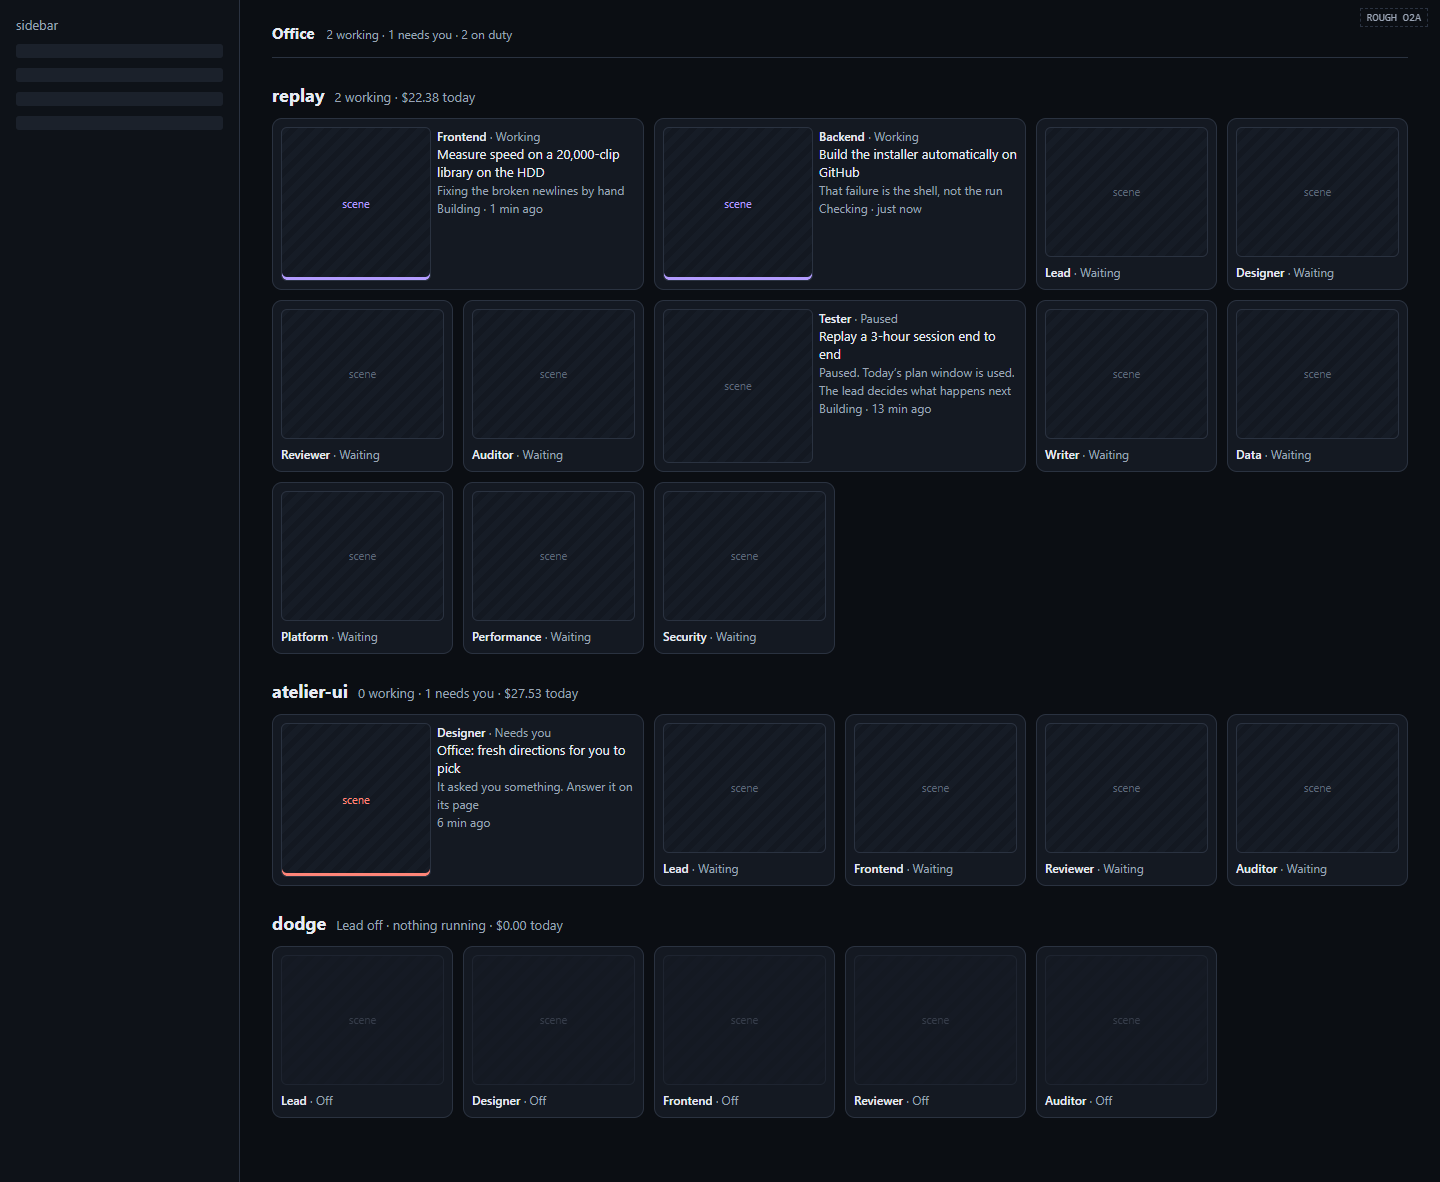 sidebar
ROUGH O2A
Office 2 working · 1 needs you · 2 on duty
replay 2 working · $22.38 today
scene
Frontend · Working
Measure speed on a 20,000-clip
library on the HDD
Fixing the broken newlines by hand
Building · 1 min ago
scene
Backend · Working
Build the installer automatically on
GitHub
That failure is the shell, not the run
Checking · just now
scene
Lead · Waiting
scene
Designer · Waiting
scene
Reviewer · Waiting
scene
Auditor · Waiting
scene
Tester · Paused
Replay a 3-hour session end to
end
Paused. Today's plan window is used.
The lead decides what happens next
Building · 13 min ago
scene
Writer · Waiting
scene
Data · Waiting
scene
Platform · Waiting
scene
Performance · Waiting
scene
Security · Waiting
atelier-ui 0 working · 1 needs you · $27.53 today
scene
Designer · Needs you
Office: fresh directions for you to
pick
It asked you something. Answer it on
its page
6 min ago
scene
Lead · Waiting
scene
Frontend · Waiting
scene
Reviewer · Waiting
scene
Auditor · Waiting
dodge Lead off · nothing running · $0.00 today
scene
Lead · Off
scene
Designer · Off
scene
Frontend · Off
scene
Reviewer · Off
scene
Auditor · Off